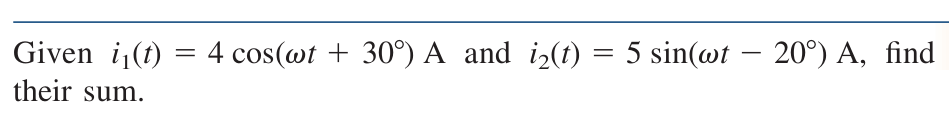 Given i₁(t) = 4 cos(ωt + 30°) A and i₂(t) = 5 sin(ωt − 20°) A, find
their sum.